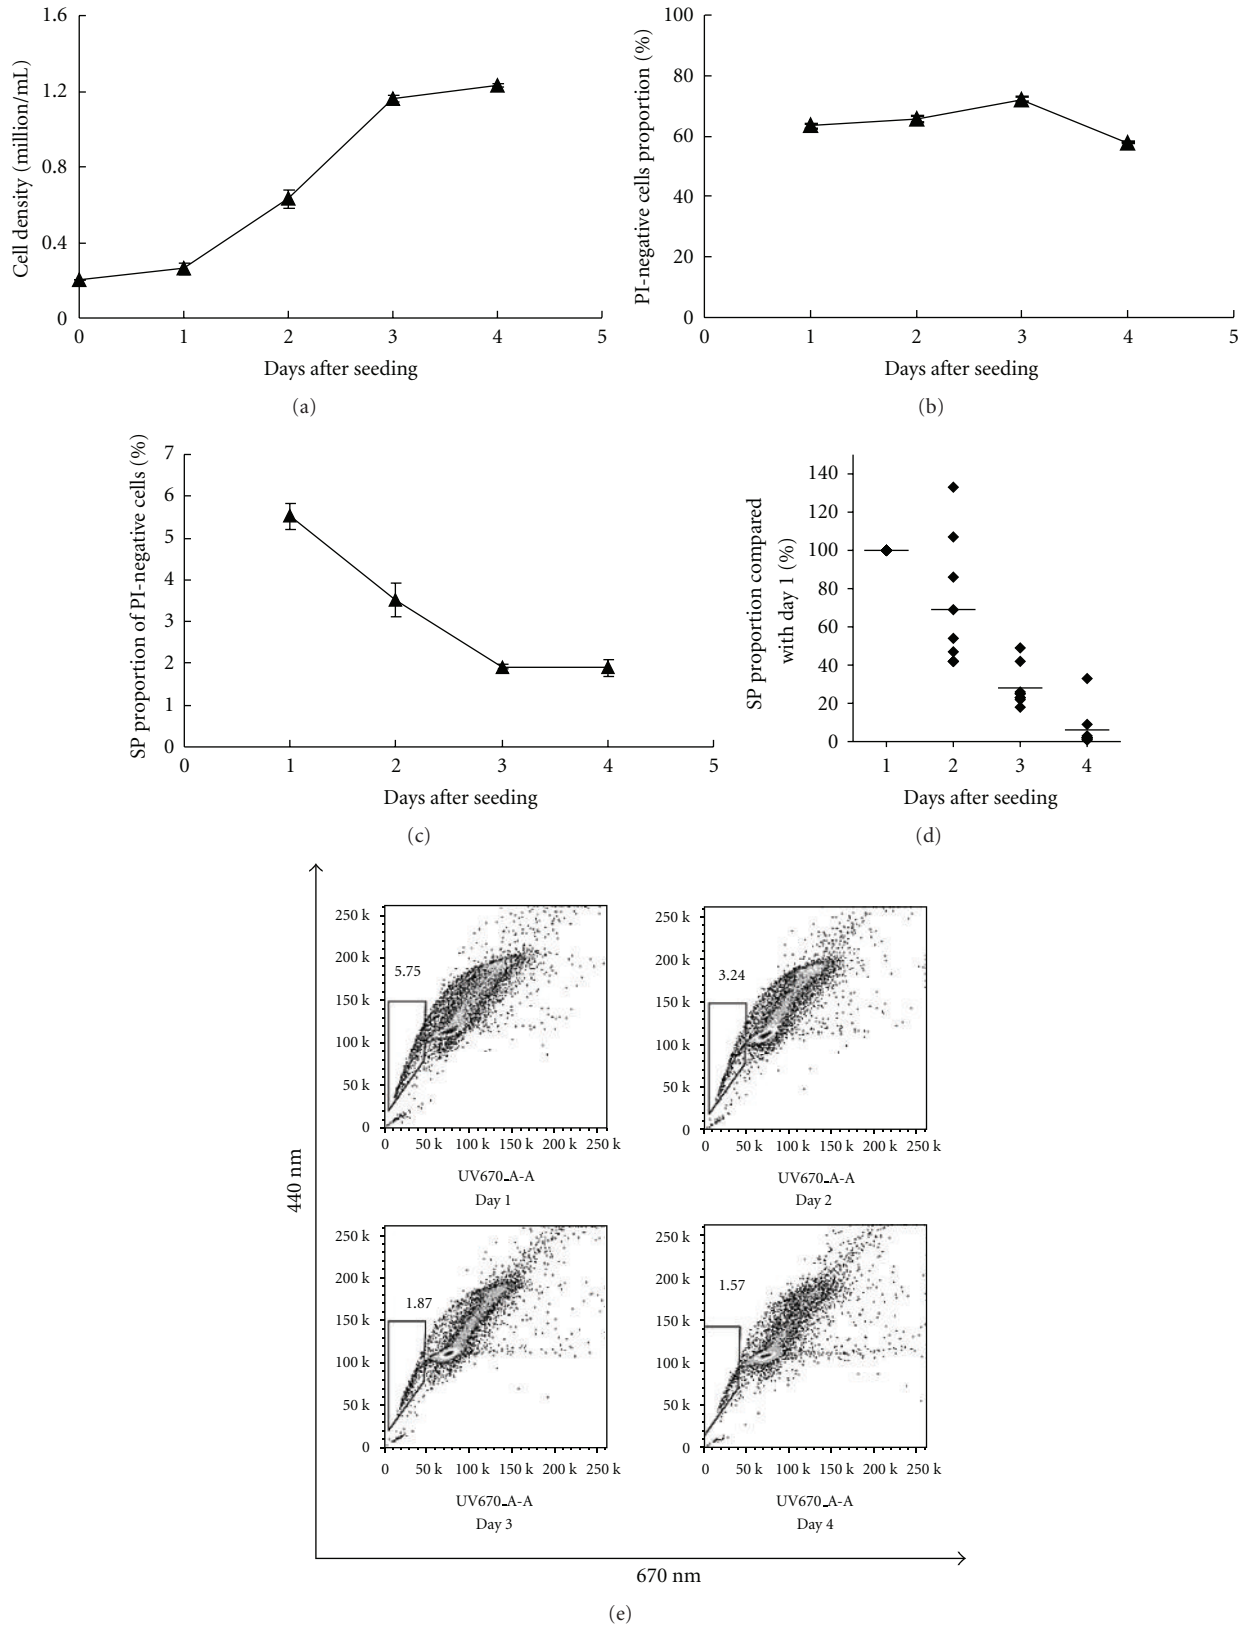 Cell density (million/mL)
1.6
1.2
0.8
0.4
0
0 1 2 3 4 5
Days after seeding
(a)
PI-negative cells proportion (%)
100
80
60
40
20
0
0 1 2 3 4 5
Days after seeding
(b)
SP proportion of PI-negative cells (%)
7
6
5
4
3
2
1
0
0 1 2 3 4 5
Days after seeding
(c)
SP proportion compared
with day 1 (%)
140
120
100
80
60
40
20
0
1 2 3 4
Days after seeding
(d)
440 nm
250 k
200 k
150 k
100 k
50 k
0
5.75
0 50 k 100 k 150 k 200 k 250 k
UV670_A-A
Day 1
250 k
200 k
150 k
100 k
50 k
0
3.24
0 50 k 100 k 150 k 200 k 250 k
UV670_A-A
Day 2
250 k
200 k
150 k
100 k
50 k
0
1.87
0 50 k 100 k 150 k 200 k 250 k
UV670_A-A
Day 3
250 k
200 k
150 k
100 k
50 k
0
1.57
0 50 k 100 k 150 k 200 k 250 k
UV670_A-A
Day 4
670 nm
(e)